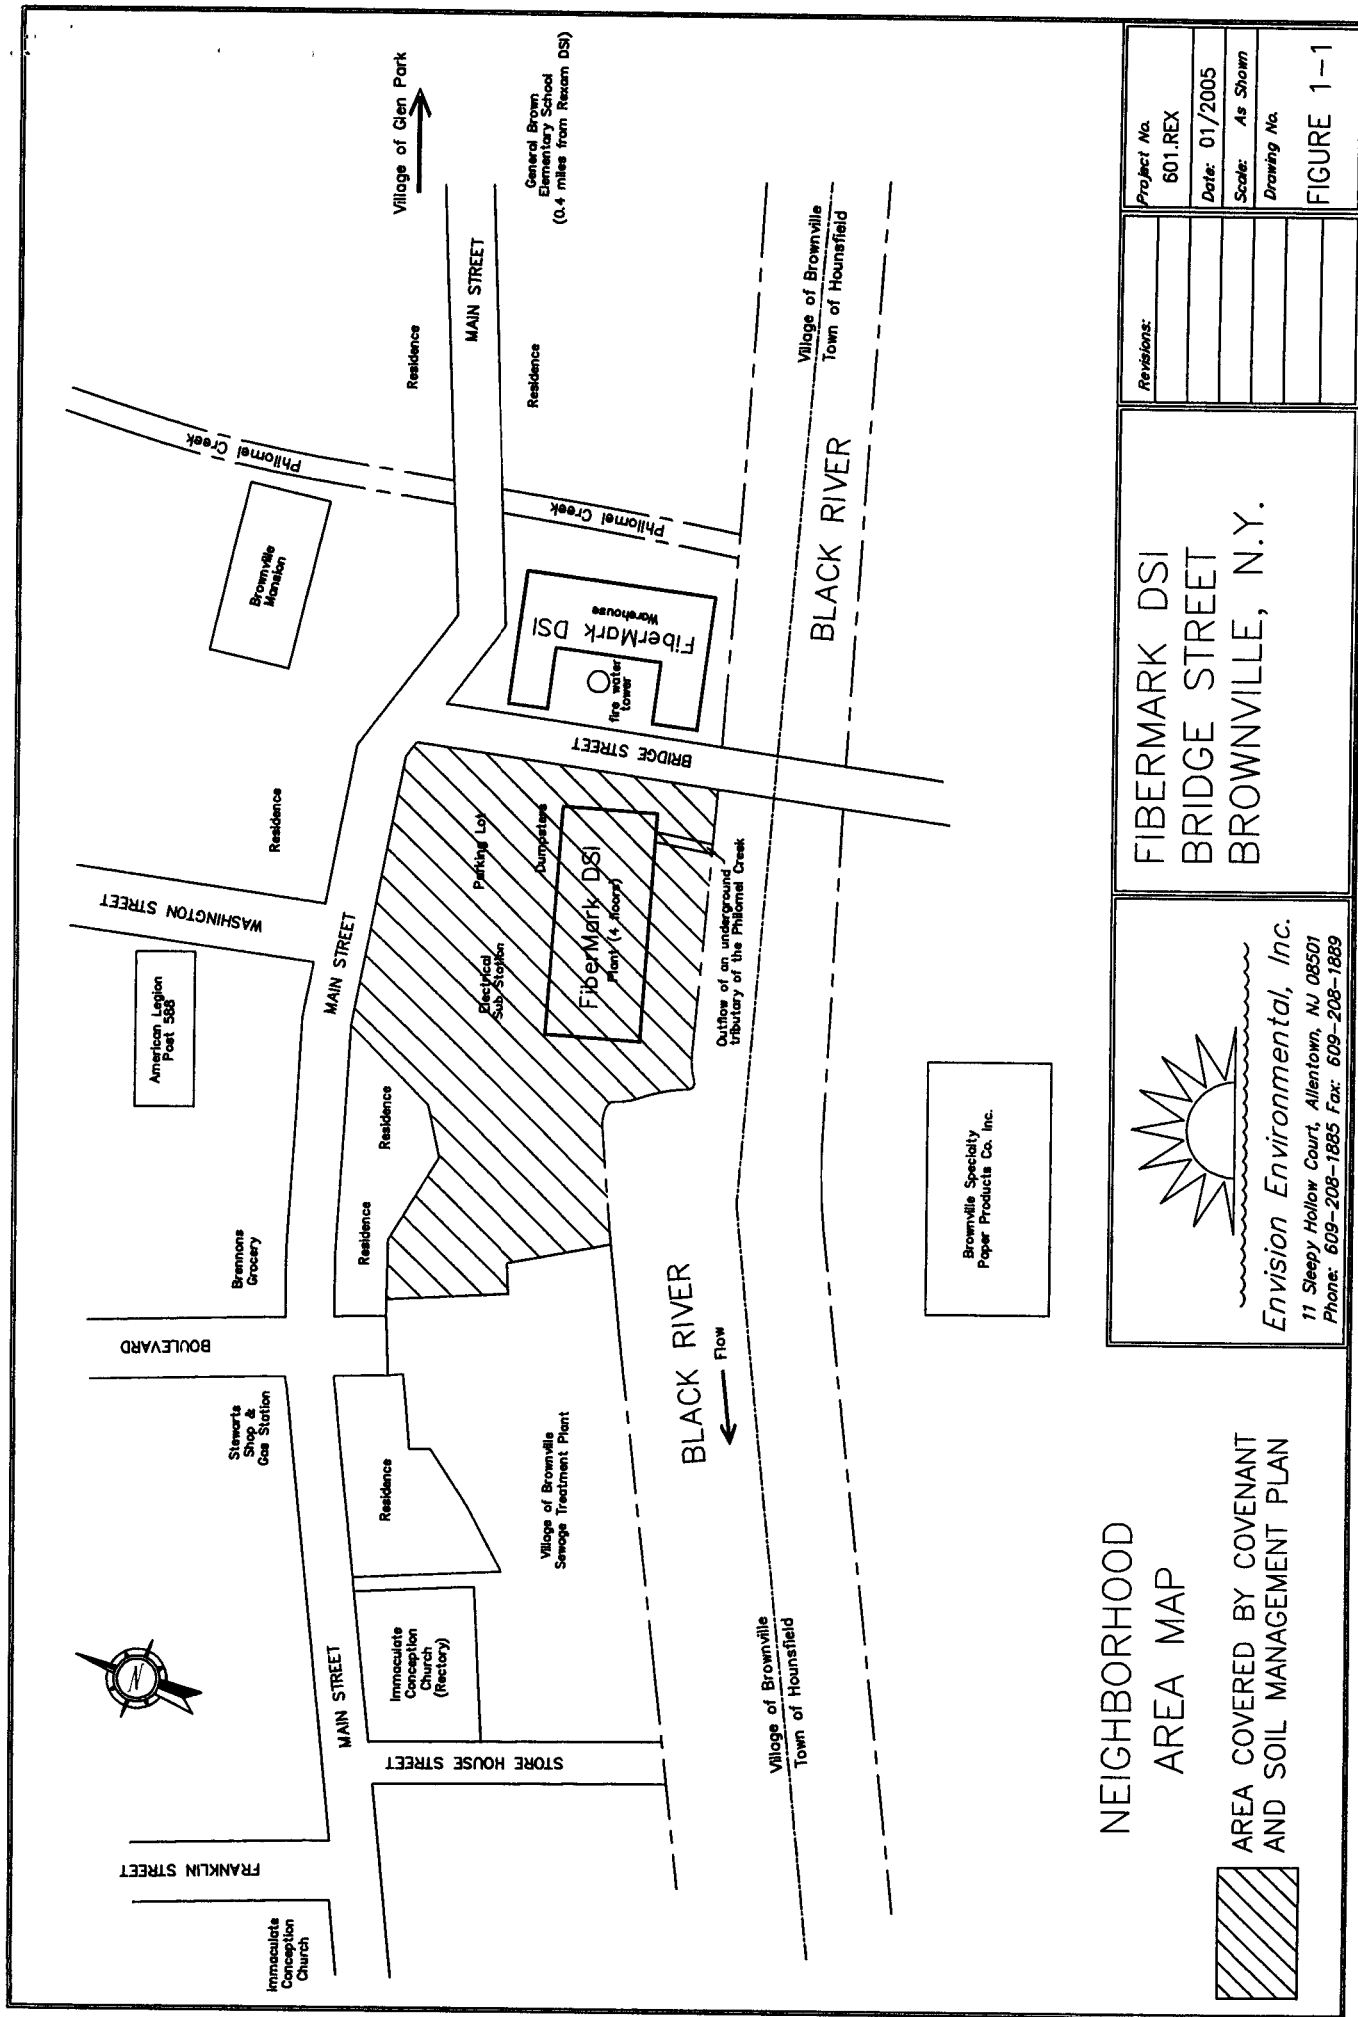 Immaculate
Conception
Church
FRANKLIN STREET
MAIN STREET
STORE HOUSE STREET
Immaculate
Conception
Church
(Rectory)
N
Residence
Stewarts
Shop &
Gas Station
BOULEVARD
Brennons
Grocery
Residence
Residence
American Legion
Post 588
WASHINGTON STREET
MAIN STREET
Residence
Brownville
Mansion
Philomel Creek
Residence
MAIN STREET
Residence
Village of Glen Park
General Brown
Elementary School
(0.4 miles from Rexam DSI)
Village of Brownville
Sewage Treatment Plant
Electrical
Sub Station
Parking Lot
Dumpsters
FiberMark DSI
Plant (4 floors)
Outflow of an underground
tributary of the Philomel Creek
BRIDGE STREET
fire water
tower
FiberMark DSI
Warehouse
Philomel Creek
BLACK RIVER
Flow
BLACK RIVER
Village of Brownville
Town of Hounsfield
Village of Brownville
Town of Hounsfield
Brownville Specialty
Paper Products Co. Inc.
NEIGHBORHOOD
AREA MAP
AREA COVERED BY COVENANT
AND SOIL MANAGEMENT PLAN
Envision Environmental, Inc.
11 Sleepy Hollow Court, Allentown, NJ 08501
Phone: 609-208-1885 Fax: 609-208-1889
FIBERMARK DSI
BRIDGE STREET
BROWNVILLE, N.Y.
Revisions:
Project No.
601.REX
Date: 01/2005
Scale: As Shown
Drawing No.
FIGURE 1-1